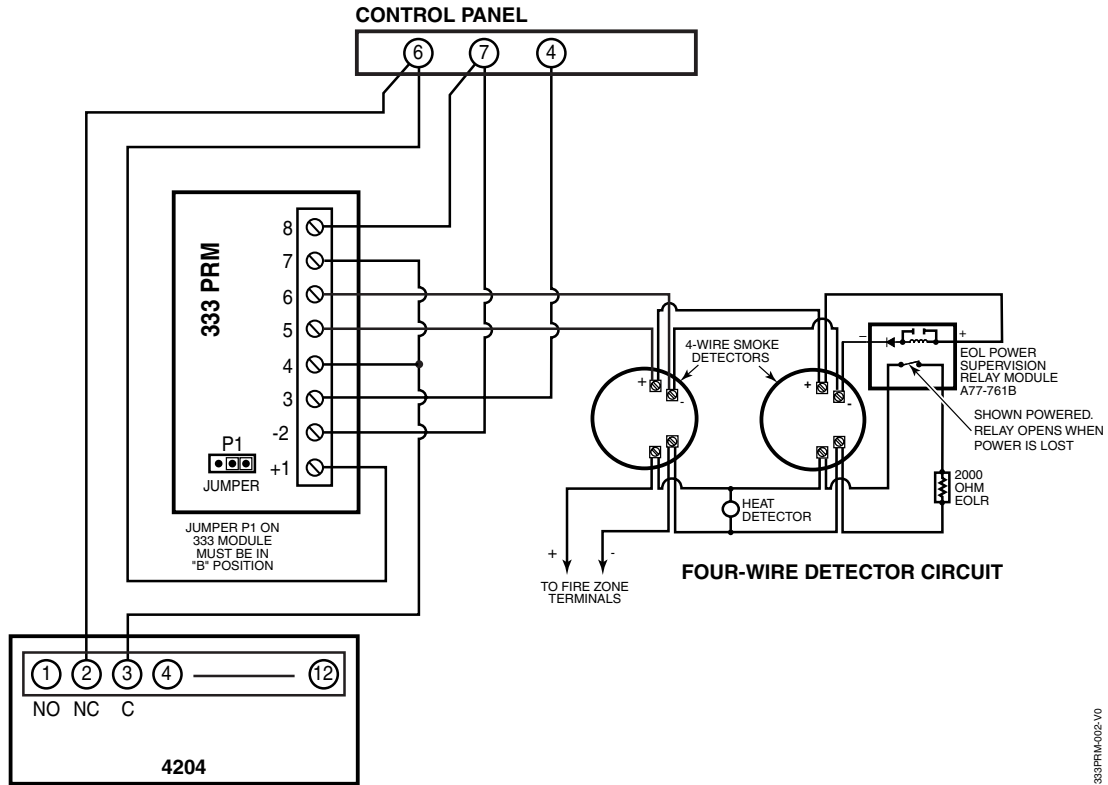 CONTROL PANEL
6
7
4
333 PRM
8
7
6
5
4
3
-2
+1
P1
JUMPER
JUMPER P1 ON
333 MODULE
MUST BE IN
"B" POSITION
4-WIRE SMOKE
DETECTORS
+
-
+
-
–
+
EOL POWER
SUPERVISION
RELAY MODULE
A77-761B
SHOWN POWERED.
RELAY OPENS WHEN
POWER IS LOST
2000
OHM
EOLR
HEAT
DETECTOR
+
-
TO FIRE ZONE
TERMINALS
FOUR-WIRE DETECTOR CIRCUIT
1
2
3
4
12
NO NC C
4204
333PRM-002-V0